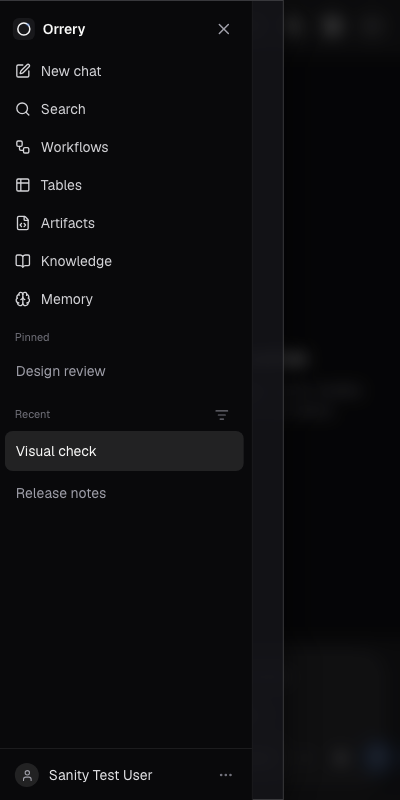 Orrery
New chat
Search
Workflows
Tables
Artifacts
Knowledge
Memory
Pinned
Design review
Recent
Visual check
Release notes
Sanity Test User